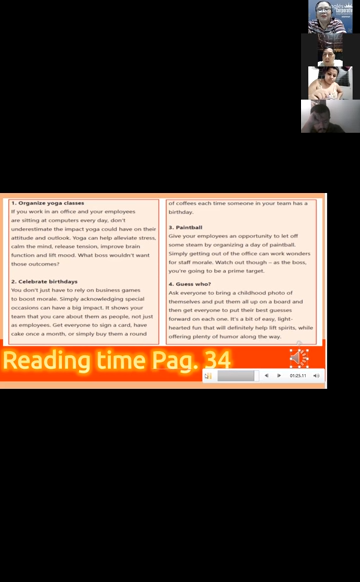 1. Organize yoga classes
If you work in an office and your employees
are sitting at computers every day, don't
underestimate the impact yoga could have on their
attitude and outlook. Yoga can help alleviate stress,
calm the mind, release tension, improve brain
function and lift mood. What boss wouldn't want
those outcomes?
2. Celebrate birthdays
You don't just have to rely on business games
to boost morale. Simply acknowledging special
occasions can have a big impact. It shows your
team that you care about them as people, not just
as employees. Get everyone to sign a card, have
cake once a month, or simply buy them a round
of coffees each time someone in your team has a
birthday.
3. Paintball
Give your employees an opportunity to let off
some steam by organizing a day of paintball.
Simply getting out of the office can work wonders
for staff morale. Watch out though – as the boss,
you're going to be a prime target.
4. Guess who?
Ask everyone to bring a childhood photo of
themselves and put them all up on a board and
then get everyone to put their best guesses
forward on each one. It's a bit of easy, light-
hearted fun that will definitely help lift spirits, while
offering plenty of humor along the way.
Reading time Pag. 34
01:25.11